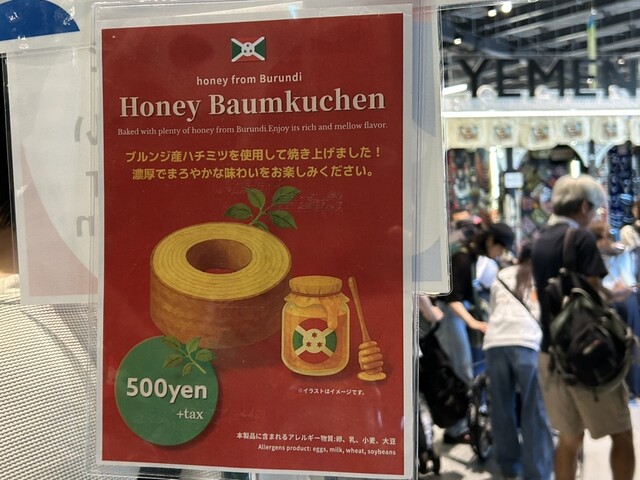 honey from Burundi
Honey Baumkuchen
Baked with plenty of honey from Burundi.Enjoy its rich and mellow flavor.
ブルンジ産ハチミツを使用して焼き上げました！
濃厚でまろやかな味わいをお楽しみください。
500yen
+tax
※イラストはイメージです。
本製品に含まれるアレルギー物質:卵、乳、小麦、大豆
Allergens product: eggs, milk, wheat, soybeans
YEMEN